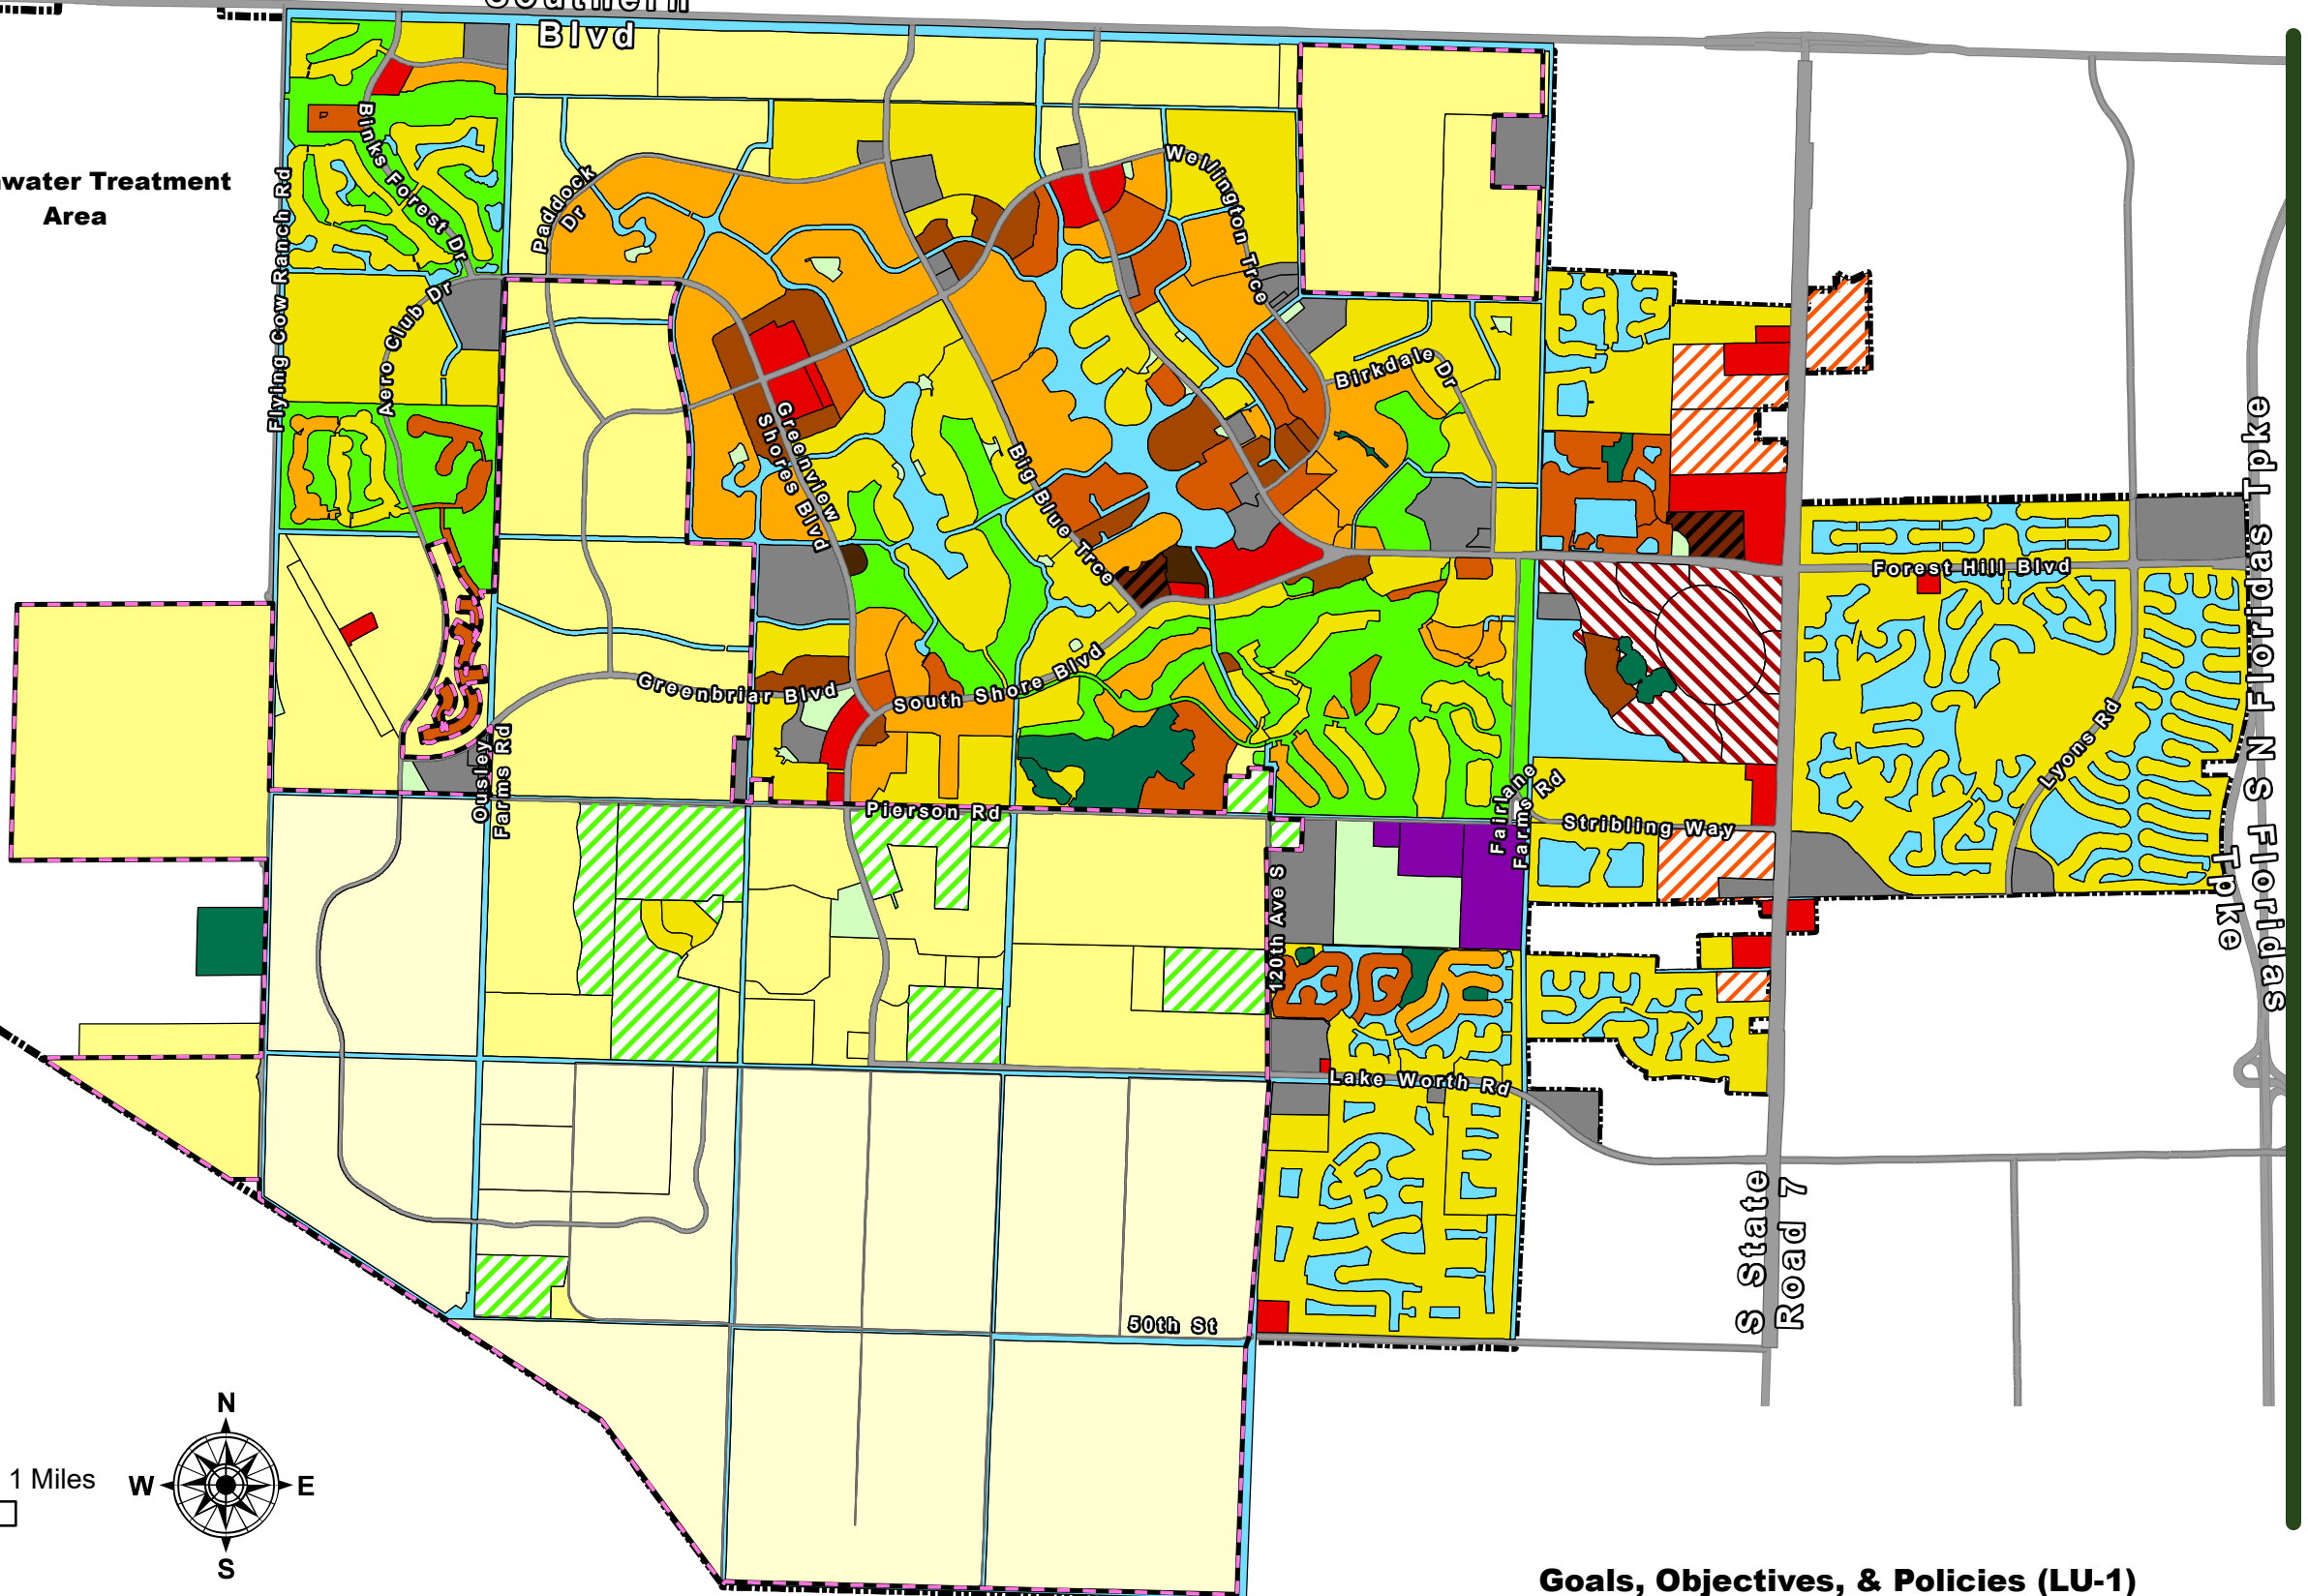 Blvd
Treatment
Area
Binks Forest Dr
Flying Cow Ranch Rd
Paddock
Dr
Wellington Trce
Aero Club Dr
Birkdale Dr
Greenview
Shores Blvd
Big Blue Trce
S N Floridas Tpke
Forest Hill Blvd
Greenbriar Blvd
South Shore Blvd
Lyons Rd
Ousley
Farms Rd
Pierson Rd
Fairlane
Farms Rd
Stribling Way
S N Floridas
Tpke
120th Ave S
Lake Worth Rd
S State
Road 7
50th St
N
W
E
S
1 Miles
Goals, Objectives, & Policies (LU-1)